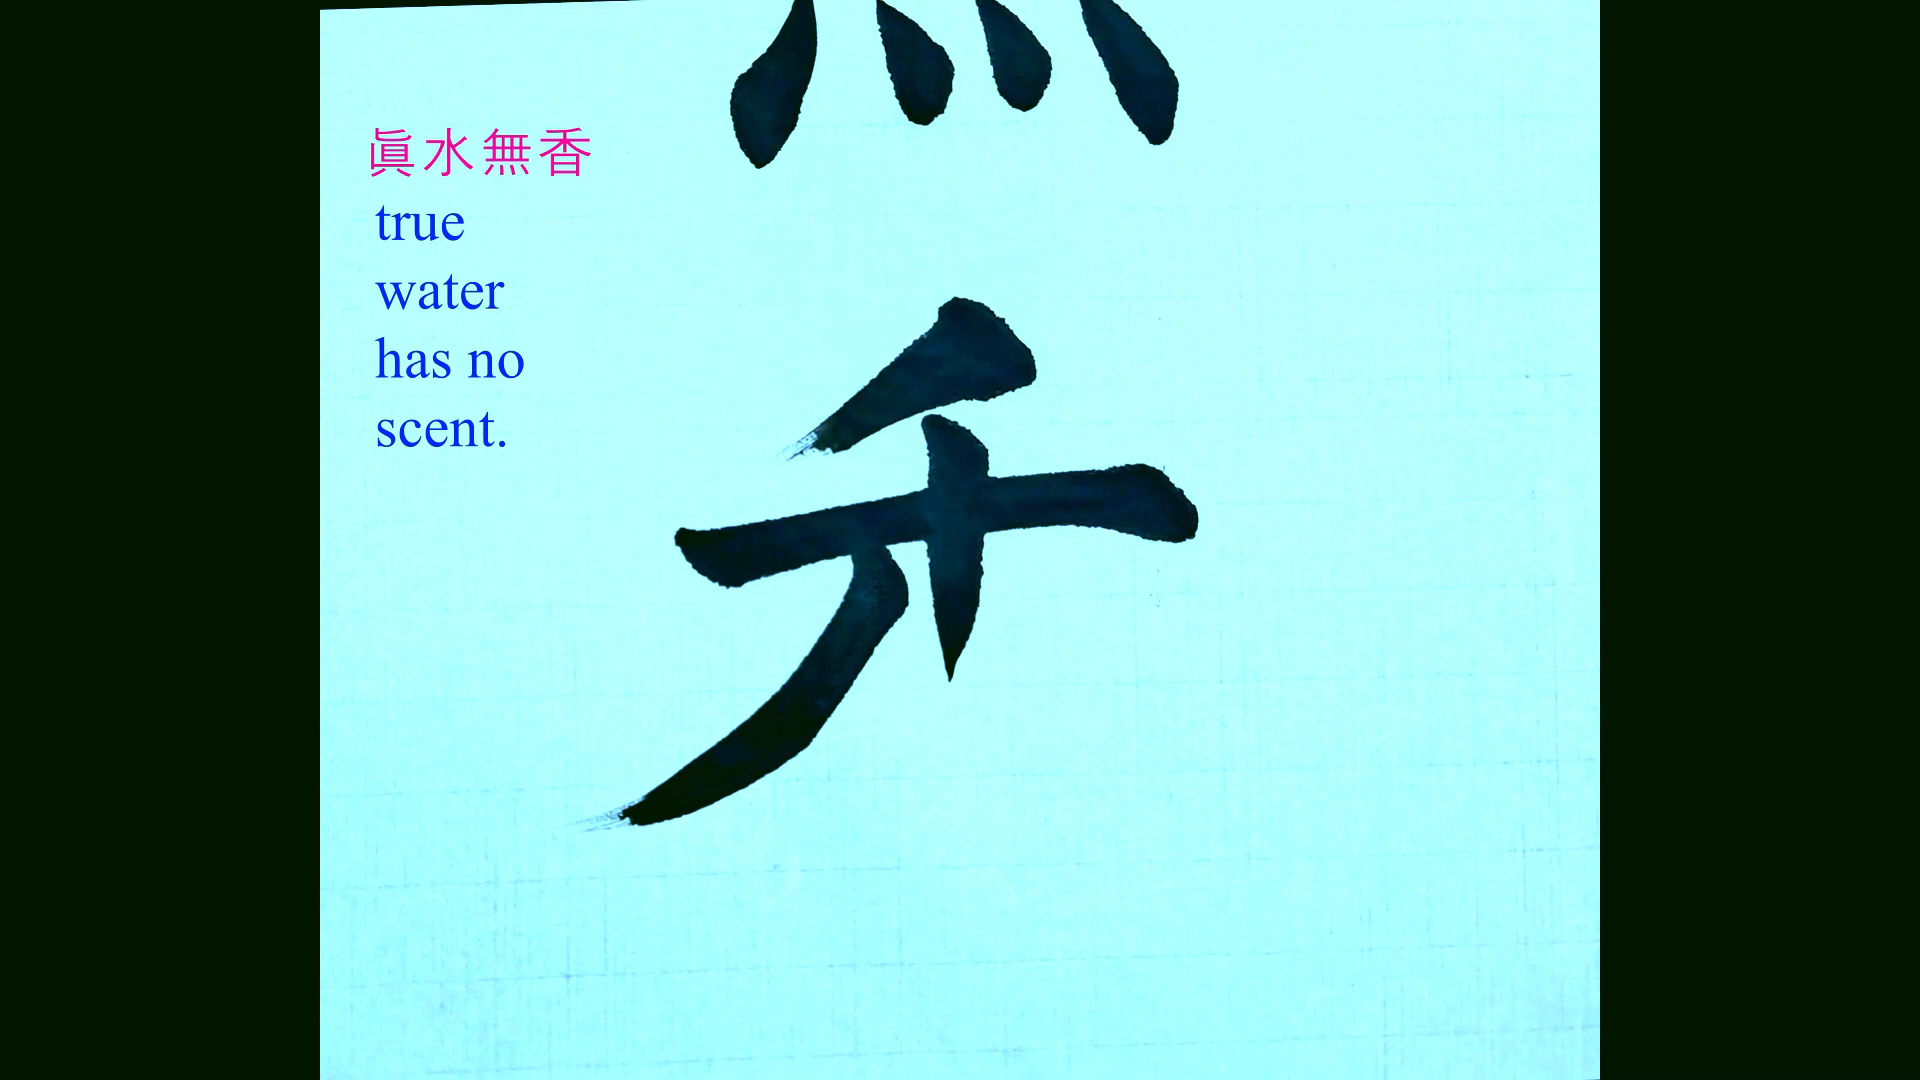 眞水無香
true
water
has no
scent.